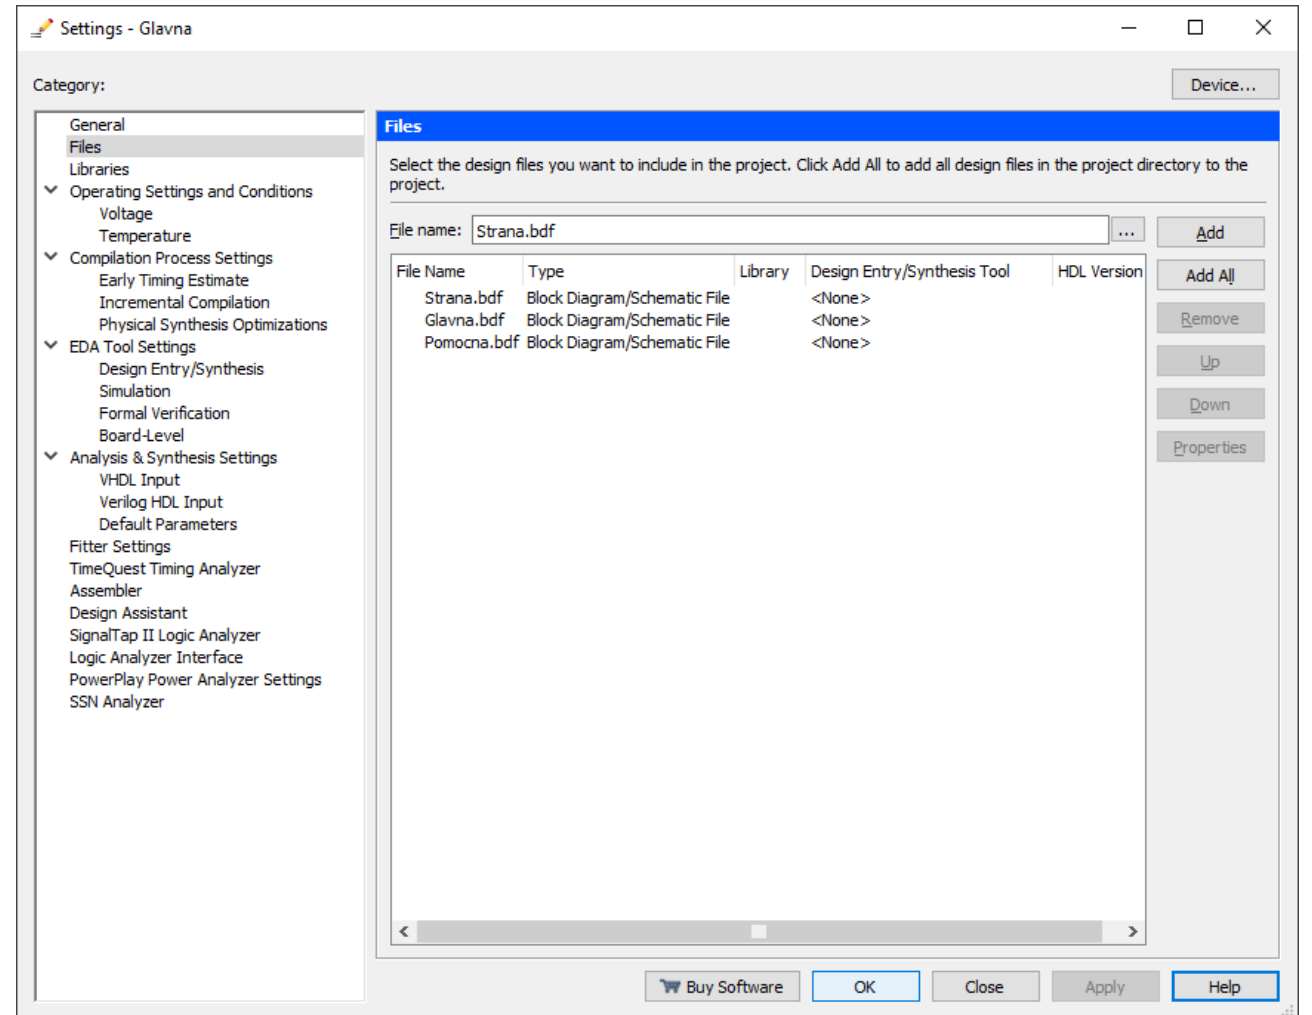 Settings - Glavna
Category:
Device...
General
Files
Libraries
Operating Settings and Conditions
Voltage
Temperature
Compilation Process Settings
Early Timing Estimate
Incremental Compilation
Physical Synthesis Optimizations
EDA Tool Settings
Design Entry/Synthesis
Simulation
Formal Verification
Board-Level
Analysis & Synthesis Settings
VHDL Input
Verilog HDL Input
Default Parameters
Fitter Settings
TimeQuest Timing Analyzer
Assembler
Design Assistant
SignalTap II Logic Analyzer
Logic Analyzer Interface
PowerPlay Power Analyzer Settings
SSN Analyzer
Files
Select the design files you want to include in the project. Click Add All to add all design files in the project directory to the
project.
File name: Strana.bdf ... Add
File Name Type Library Design Entry/Synthesis Tool HDL Version
Strana.bdf Block Diagram/Schematic File <None>
Glavna.bdf Block Diagram/Schematic File <None>
Pomocna.bdf Block Diagram/Schematic File <None>
Add All
Remove
Up
Down
Properties
Buy Software OK Close Apply Help